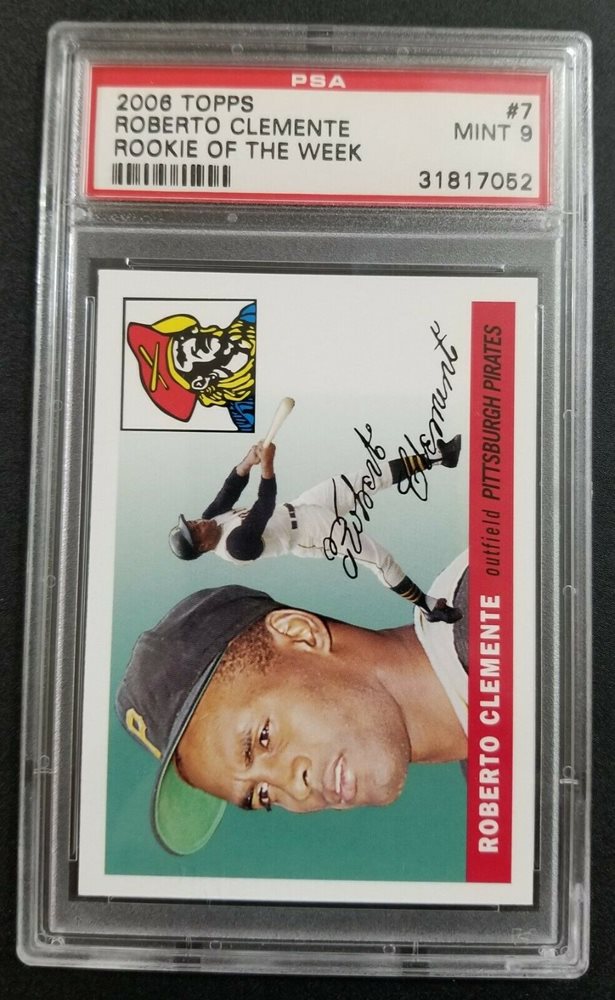 PSA
2006 TOPPS #7
ROBERTO CLEMENTE MINT 9
ROOKIE OF THE WEEK
31817052
P
Roberto Clemente
ROBERTO CLEMENTE outfield PITTSBURGH PIRATES